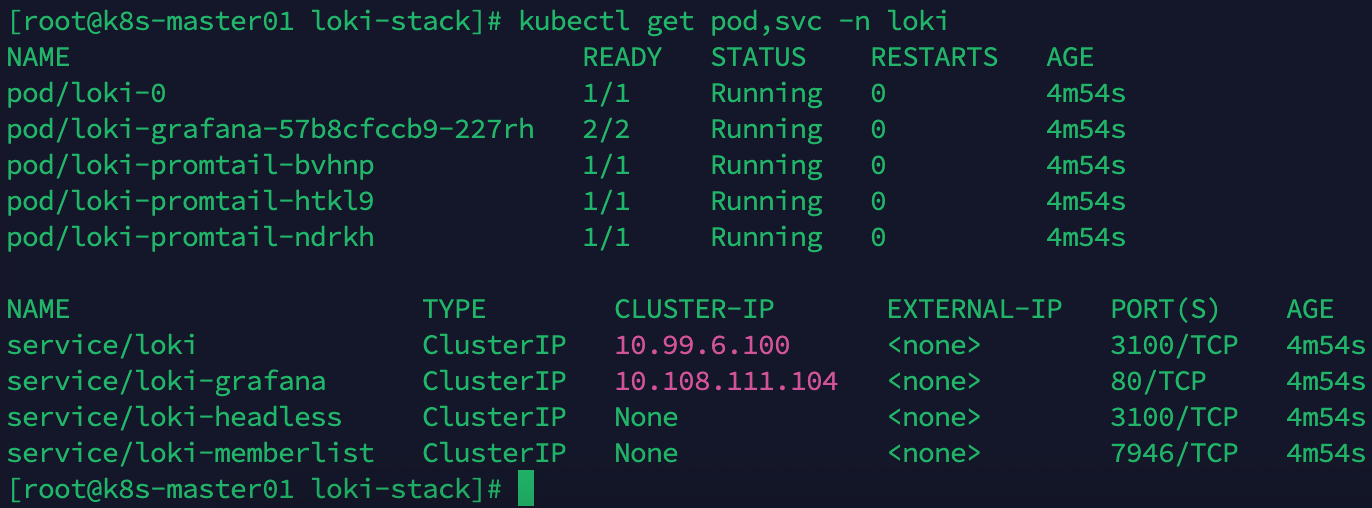 [root@k8s-master01 loki-stack]# kubectl get pod,svc -n loki
NAME READY STATUS RESTARTS AGE
pod/loki-0 1/1 Running 0 4m54s
pod/loki-grafana-57b8cfccb9-227rh 2/2 Running 0 4m54s
pod/loki-promtail-bvhnp 1/1 Running 0 4m54s
pod/loki-promtail-htkl9 1/1 Running 0 4m54s
pod/loki-promtail-ndrkh 1/1 Running 0 4m54s
NAME TYPE CLUSTER-IP EXTERNAL-IP PORT(S) AGE
service/loki ClusterIP 10.99.6.100 <none> 3100/TCP 4m54s
service/loki-grafana ClusterIP 10.108.111.104 <none> 80/TCP 4m54s
service/loki-headless ClusterIP None <none> 3100/TCP 4m54s
service/loki-memberlist ClusterIP None <none> 7946/TCP 4m54s
[root@k8s-master01 loki-stack]#